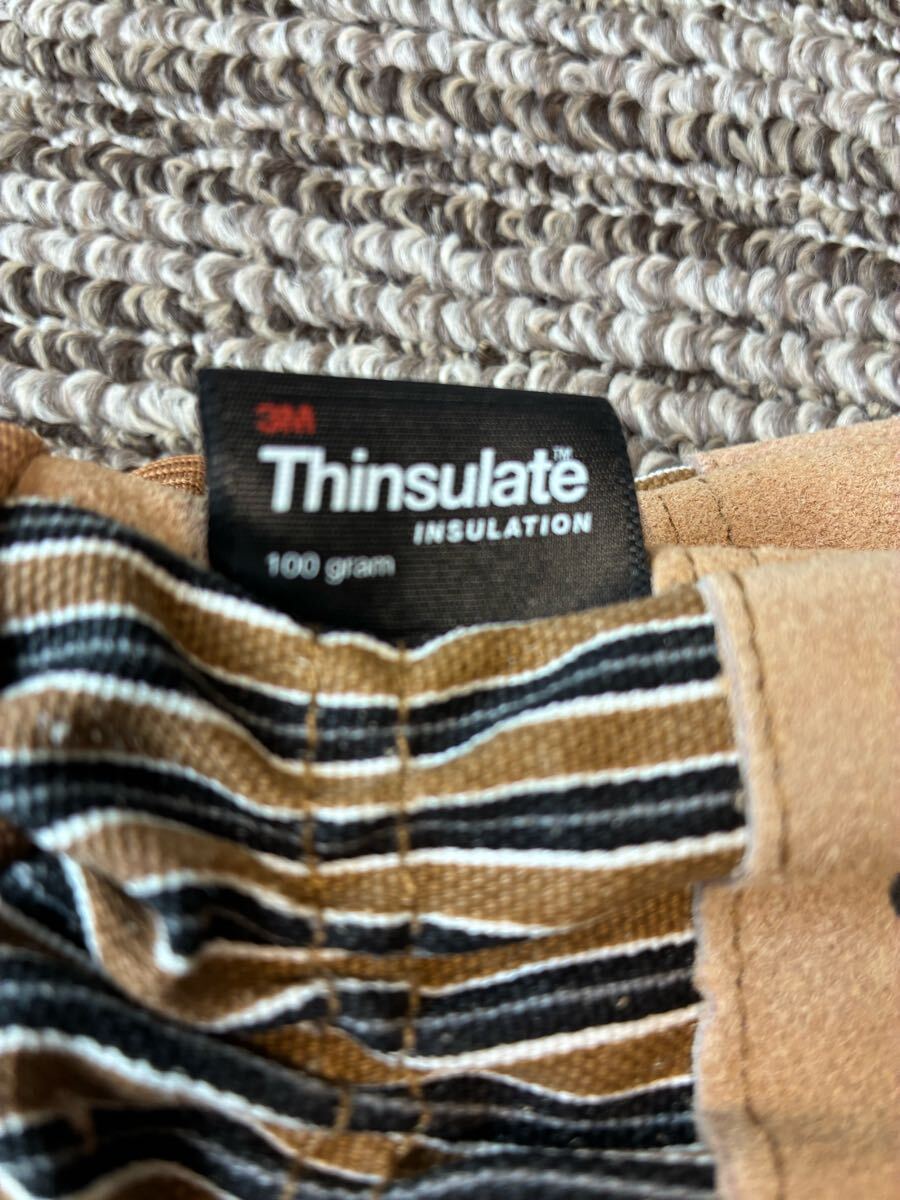 3M
Thinsulate™
INSULATION
100 gram